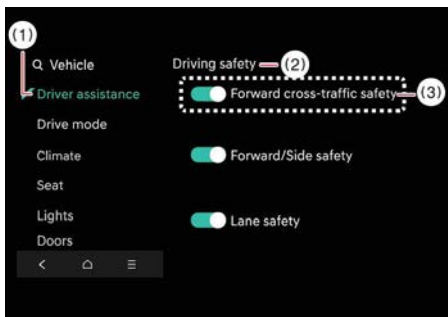 (1)
Vehicle
Driving safety
(2)
Driver assistance
Forward cross-traffic safety
(3)
Drive mode
Climate
Forward/Side safety
Seat
Lights
Lane safety
Doors